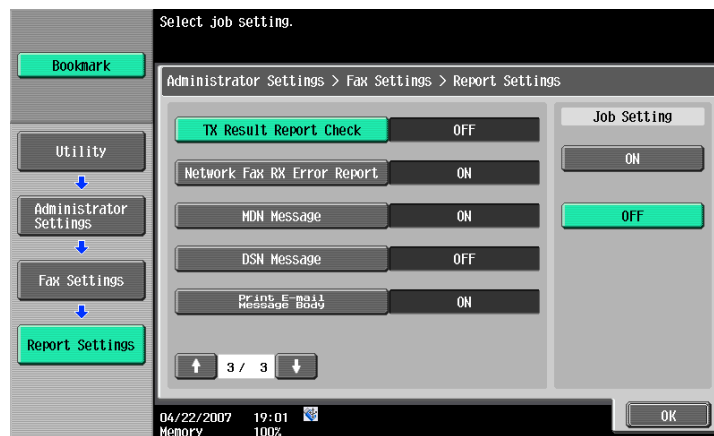 Select job setting.
Bookmark
Administrator Settings > Fax Settings > Report Settings
Utility
Administrator
Settings
Fax Settings
Report Settings
TX Result Report Check OFF
Network Fax RX Error Report ON
MDN Message ON
DSN Message OFF
Print E-mail
Message Body ON
3/ 3
Job Setting
ON
OFF
04/22/2007 19:01
Memory 100%
OK